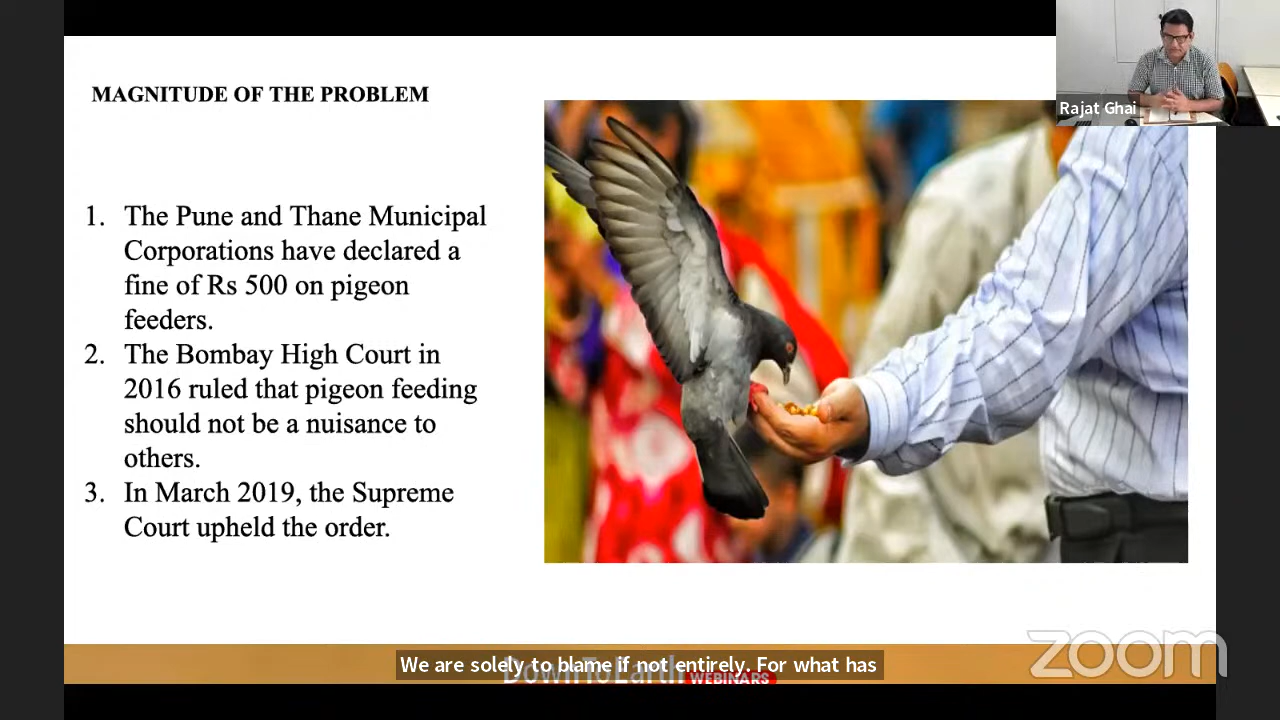 MAGNITUDE OF THE PROBLEM
Rajat Ghai
1. The Pune and Thane Municipal
Corporations have declared a
fine of Rs 500 on pigeon
feeders.
2. The Bombay High Court in
2016 ruled that pigeon feeding
should not be a nuisance to
others.
3. In March 2019, the Supreme
Court upheld the order.
zoom
We are solely to blame if not entirely. For what has
DownToEarth WEBINARS